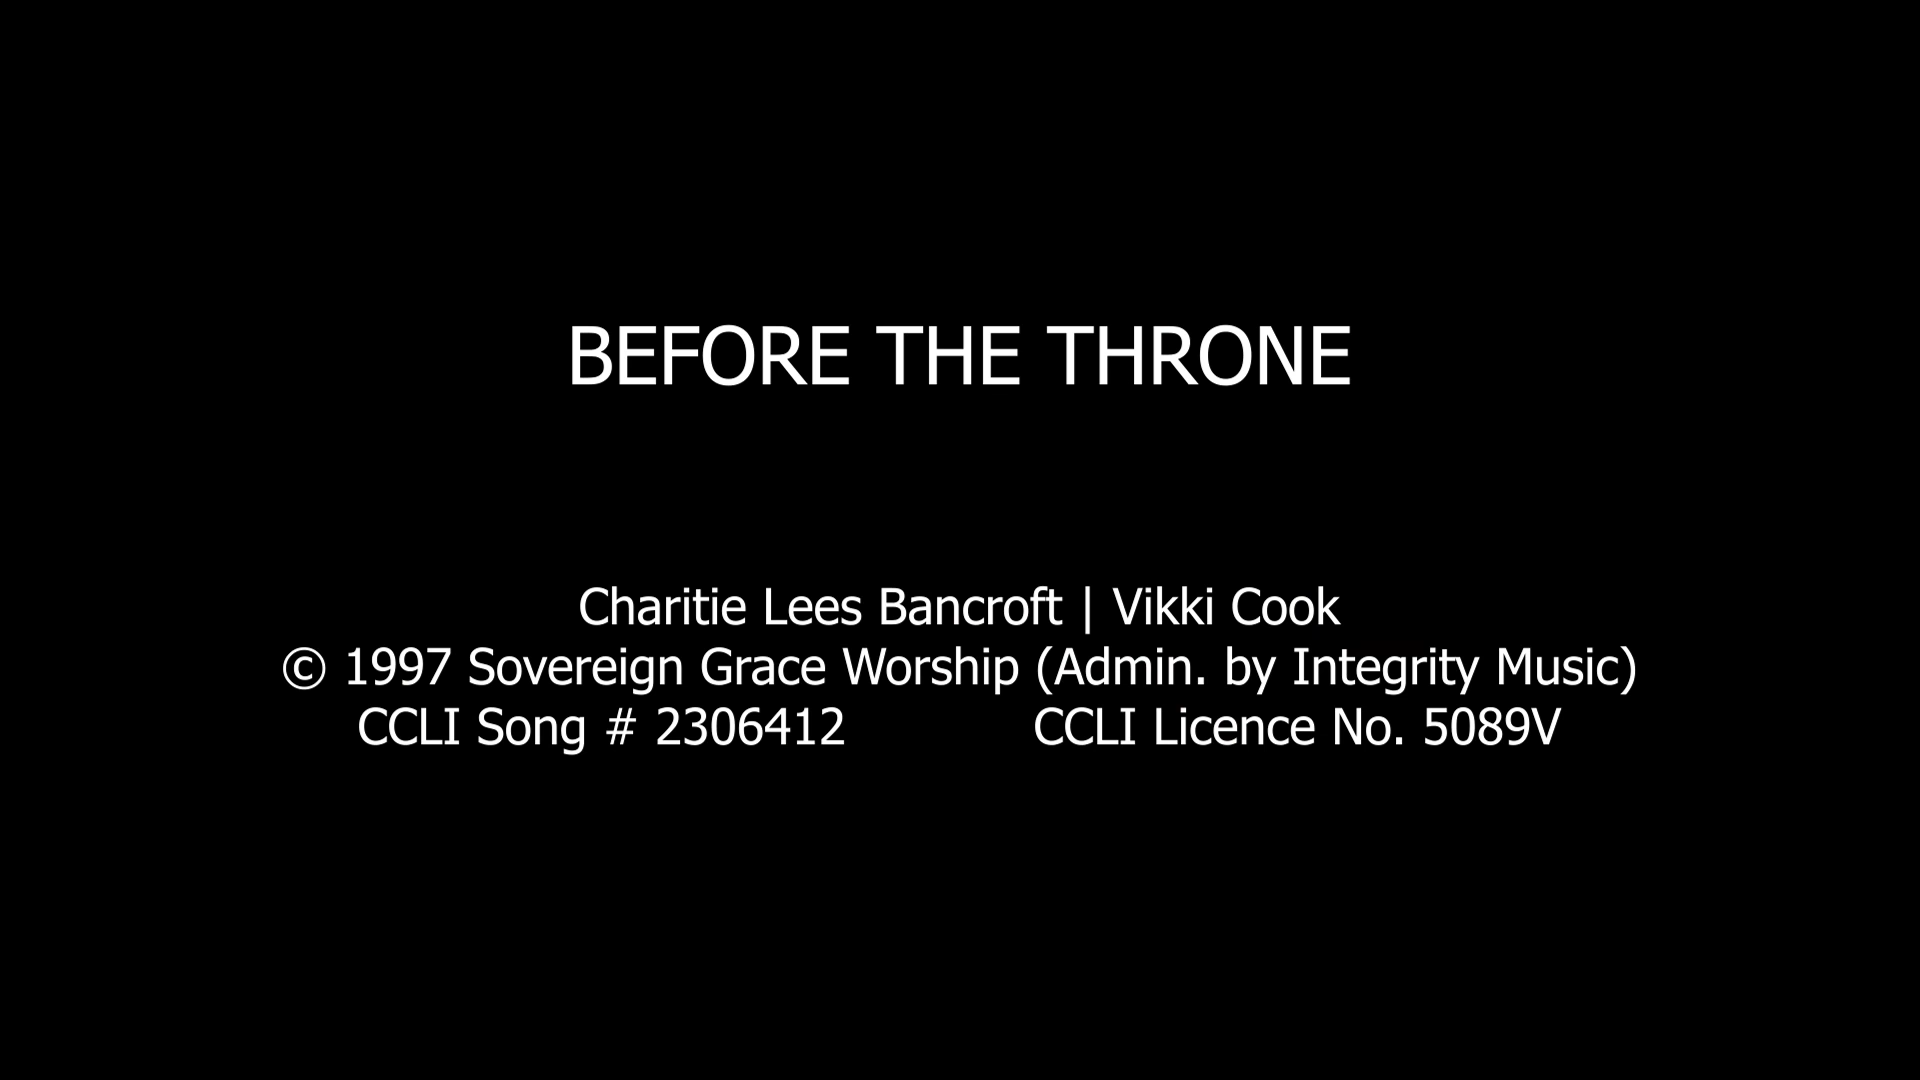 BEFORE THE THRONE
Charitie Lees Bancroft | Vikki Cook
© 1997 Sovereign Grace Worship (Admin. by Integrity Music)
CCLI Song # 2306412 CCLI Licence No. 5089V